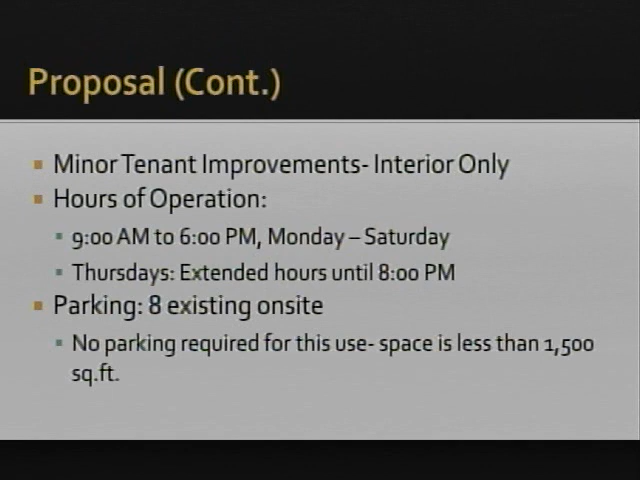 Proposal (Cont.)
Minor Tenant Improvements- Interior Only
Hours of Operation:
9:00 AM to 6:00 PM, Monday – Saturday
Thursdays: Extended hours until 8:00 PM
Parking: 8 existing onsite
No parking required for this use- space is less than 1,500
sq.ft.